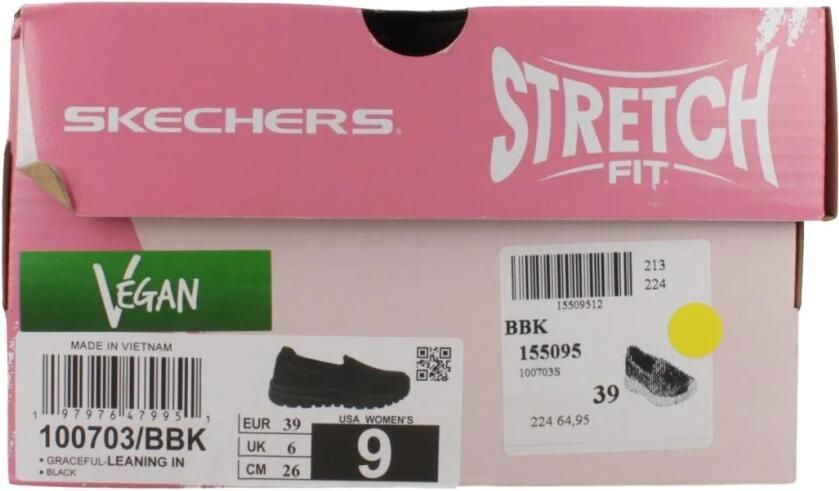 SKECHERS.
STRETCH
FIT®
VEGAN
MADE IN VIETNAM
1 97976 47995 1
100703/BBK
• GRACEFUL-LEANING IN
• BLACK
EUR 39
UK 6
CM 26
USA WOMEN'S
9
213
224
15509512
BBK
155095
100703S
39
224 64,95